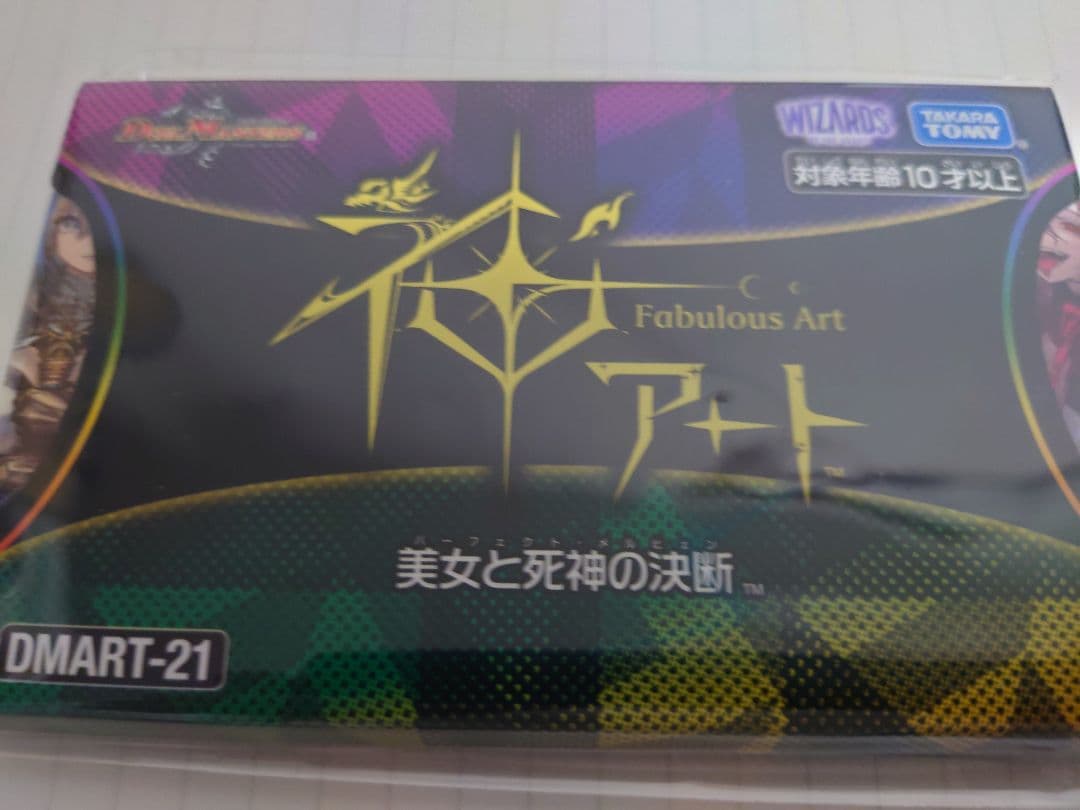 DUEL MASTERS
WIZARDS
TAKARA TOMY
対象年齢10才以上
神アート
Fabulous Art
パーフェクト・メルヒェン
美女と死神の決断
DMART-21